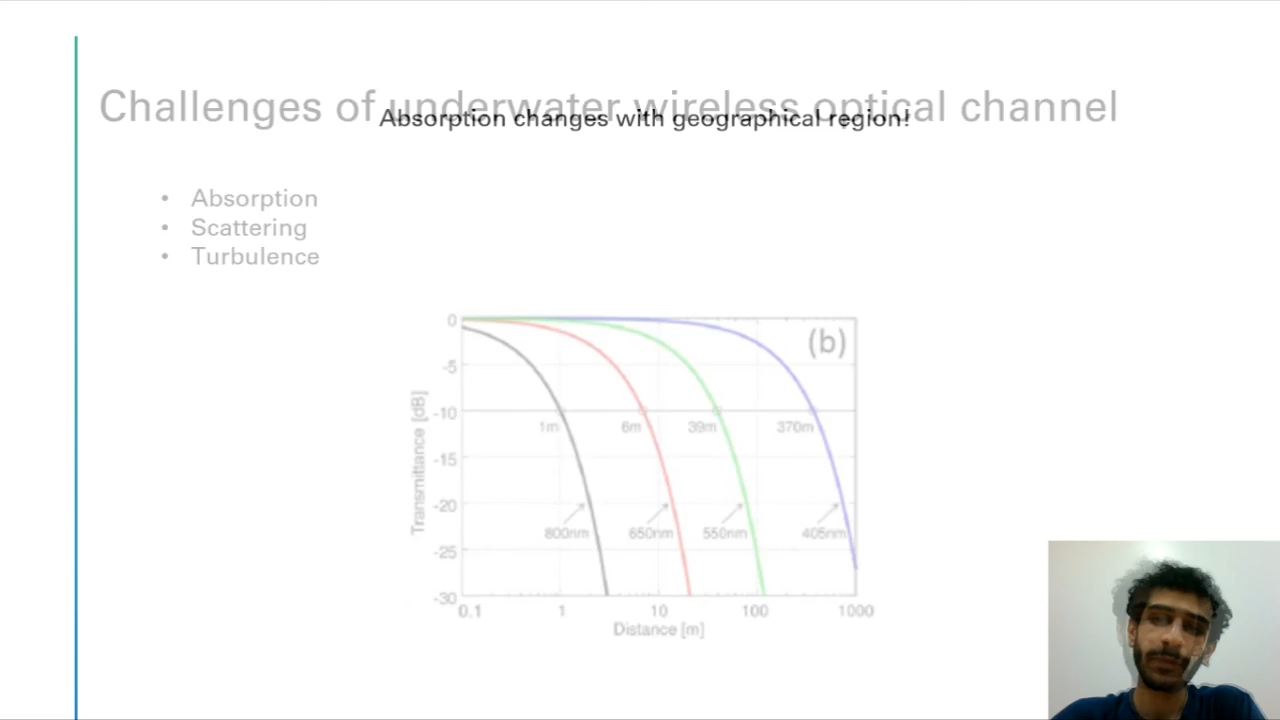 Challenges of underwater wireless optical channel
Absorption changes with geographical region!
• Absorption
• Scattering
• Turbulence
(b)
Transmittance [dB]
0
-5
-10
-15
-20
-25
-30
1m
6m
39m
370m
800nm
650nm
550nm
405nm
0.1
1
10
100
1000
Distance [m]